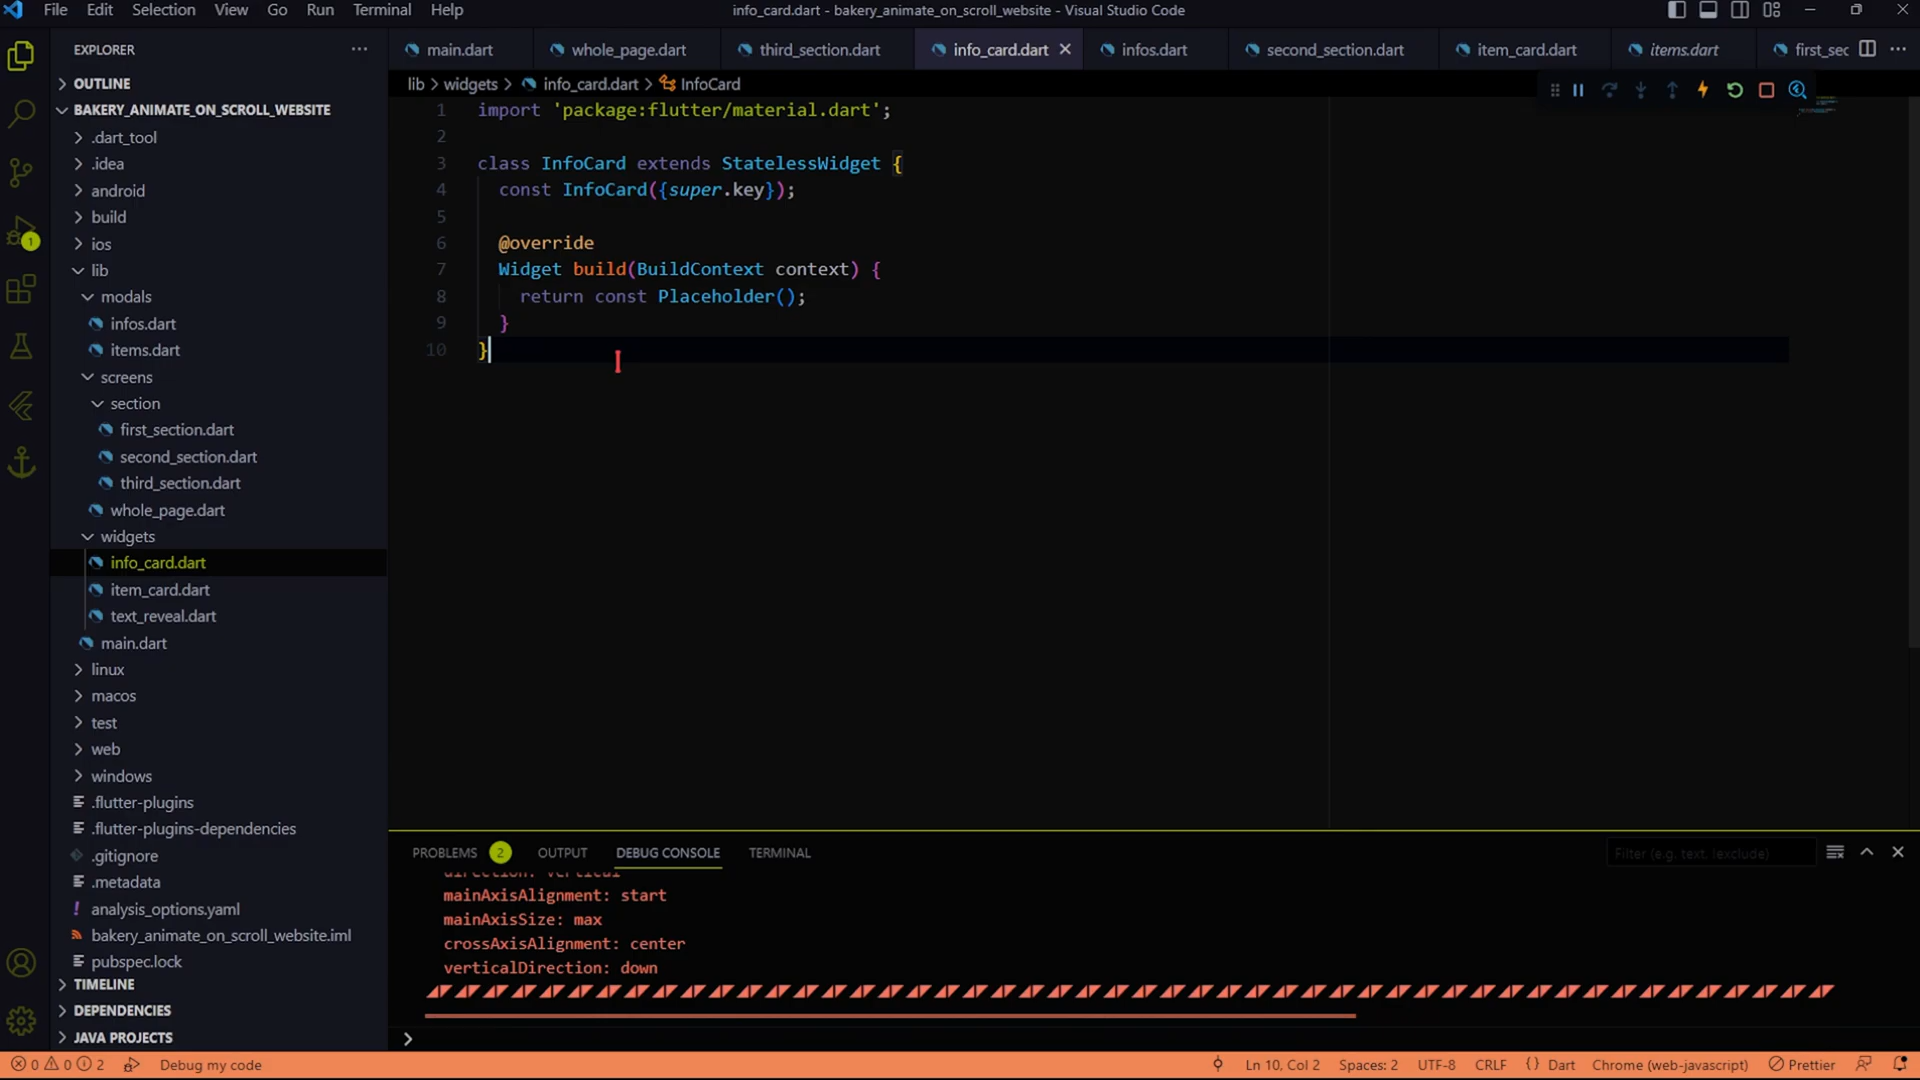 File Edit Selection View Go Run Terminal Help
info_card.dart - bakery_animate_on_scroll_website - Visual Studio Code
EXPLORER
main.dart whole_page.dart third_section.dart info_card.dart infos.dart second_section.dart item_card.dart items.dart first_sec
OUTLINE
BAKERY_ANIMATE_ON_SCROLL_WEBSITE
.dart_tool
.idea
android
build
ios
lib
modals
infos.dart
items.dart
screens
section
first_section.dart
second_section.dart
third_section.dart
whole_page.dart
widgets
info_card.dart
item_card.dart
text_reveal.dart
main.dart
linux
macos
test
web
windows
.flutter-plugins
.flutter-plugins-dependencies
.gitignore
.metadata
analysis_options.yaml
bakery_animate_on_scroll_website.iml
pubspec.lock
TIMELINE
DEPENDENCIES
JAVA PROJECTS
1
lib > widgets > info_card.dart > InfoCard
1 import 'package:flutter/material.dart';
2
3 class InfoCard extends StatelessWidget {
4 const InfoCard({super.key});
5
6 @override
7 Widget build(BuildContext context) {
8 return const Placeholder();
9 }
10 }
PROBLEMS 2 OUTPUT DEBUG CONSOLE TERMINAL Filter (e.g. text, !exclude)
direction: vertical
mainAxisAlignment: start
mainAxisSize: max
crossAxisAlignment: center
verticalDirection: down
0 0 2 Debug my code Ln 10, Col 2 Spaces: 2 UTF-8 CRLF {} Dart Chrome (web-javascript) Prettier